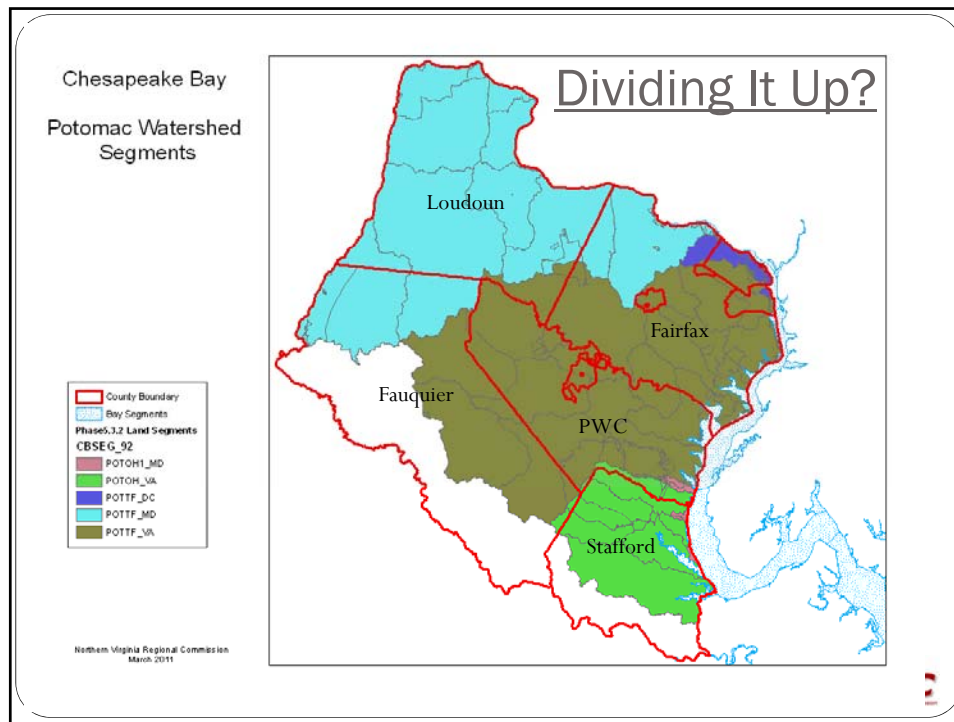 Chesapeake Bay
Potomac Watershed
Segments
Dividing It Up?
Loudoun
Fairfax
Fauquier
PWC
Stafford
County Boundary
Bay Segments
Phase5.3.2 Land Segments
CBSEG_92
POTOH1_MD
POTOH_VA
POTTF_DC
POTTF_MD
POTTF_VA
Northern Virginia Regional Commission
March 2011